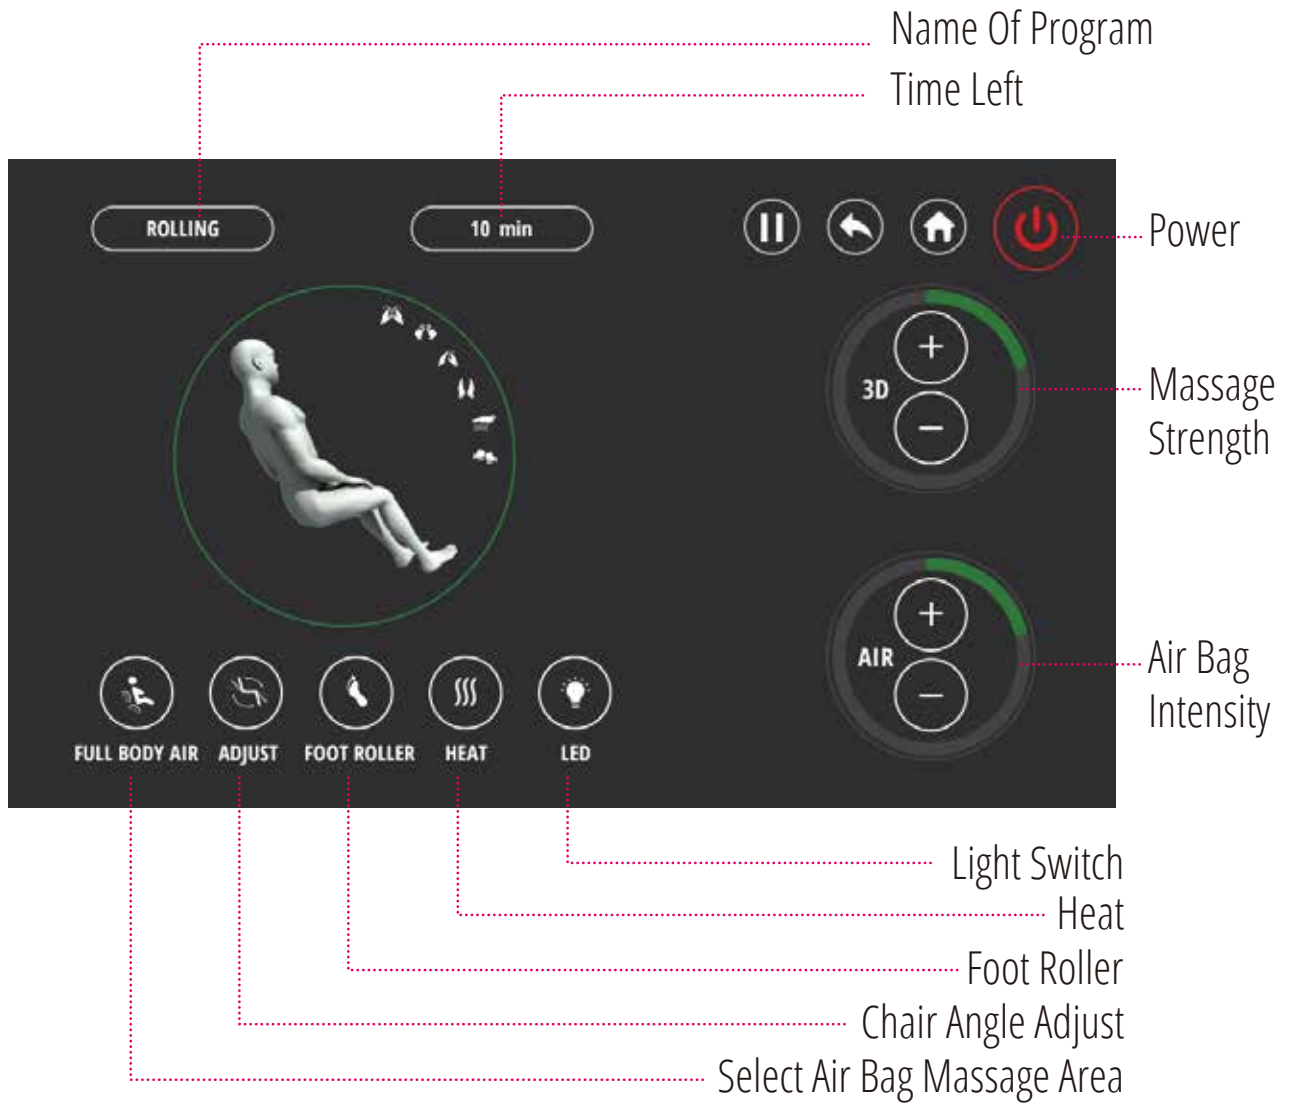 Name Of Program
Time Left
ROLLING
10 min
Power
3D
Massage
Strength
AIR
Air Bag
Intensity
FULL BODY AIR
ADJUST
FOOT ROLLER
HEAT
LED
Light Switch
Heat
Foot Roller
Chair Angle Adjust
Select Air Bag Massage Area